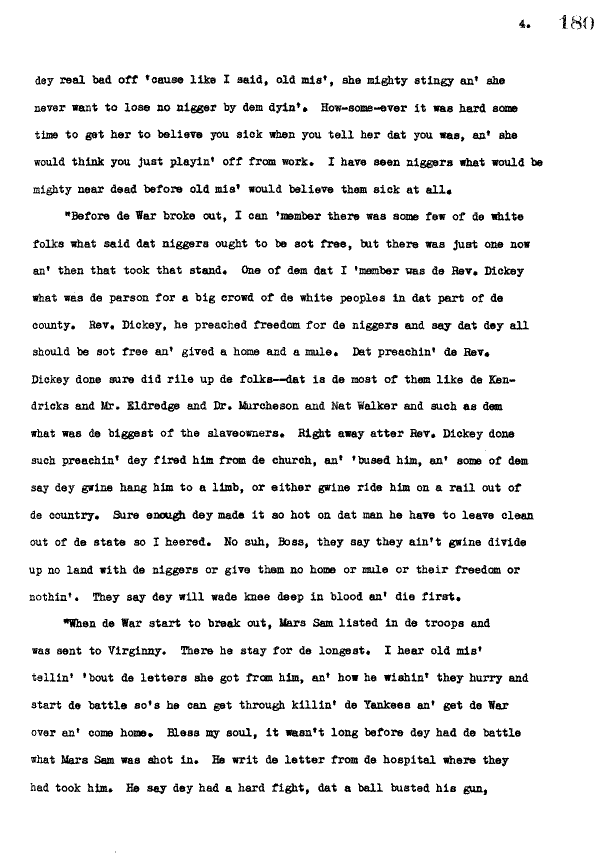 4. 180
dey real bad off 'cause like I said, old mis', she mighty stingy an' she
never want to lose no nigger by dem dyin'. How-some-ever it was hard some
time to get her to believe you sick when you tell her dat you was, an' she
would think you just playin' off from work. I have seen niggers what would be
mighty near dead before old mis' would believe them sick at all.
"Before de War broke out, I can 'member there was some few of de white
folks what said dat niggers ought to be sot free, but there was just one now
an' then that took that stand. One of dem dat I 'member was de Rev. Dickey
what was de parson for a big crowd of de white peoples in dat part of de
county. Rev. Dickey, he preached freedom for de niggers and say dat dey all
should be sot free an' gived a home and a mule. Dat preachin' de Rev.
Dickey done sure did rile up de folks--dat is de most of them like de Ken-
dricks and Mr. Eldredge and Dr. Murcheson and Nat Walker and such as dem
what was de biggest of the slaveowners. Right away atter Rev. Dickey done
such preachin' dey fired him from de church, an' 'bused him, an' some of dem
say dey gwine hang him to a limb, or either gwine ride him on a rail out of
de country. Sure enough dey made it so hot on dat man he have to leave clean
out of de state so I heered. No suh, Boss, they say they ain't gwine divide
up no land with de niggers or give them no home or mule or their freedom or
nothin'. They say dey will wade knee deep in blood an' die first.
"When de War start to break out, Mars Sam listed in de troops and
was sent to Virginny. There he stay for de longest. I hear old mis'
tellin' 'bout de letters she got from him, an' how he wishin' they hurry and
start de battle so's he can get through killin' de Yankees an' get de War
over an' come home. Bless my soul, it wasn't long before dey had de battle
what Mars Sam was shot in. He writ de letter from de hospital where they
had took him. He say dey had a hard fight, dat a ball busted his gun,